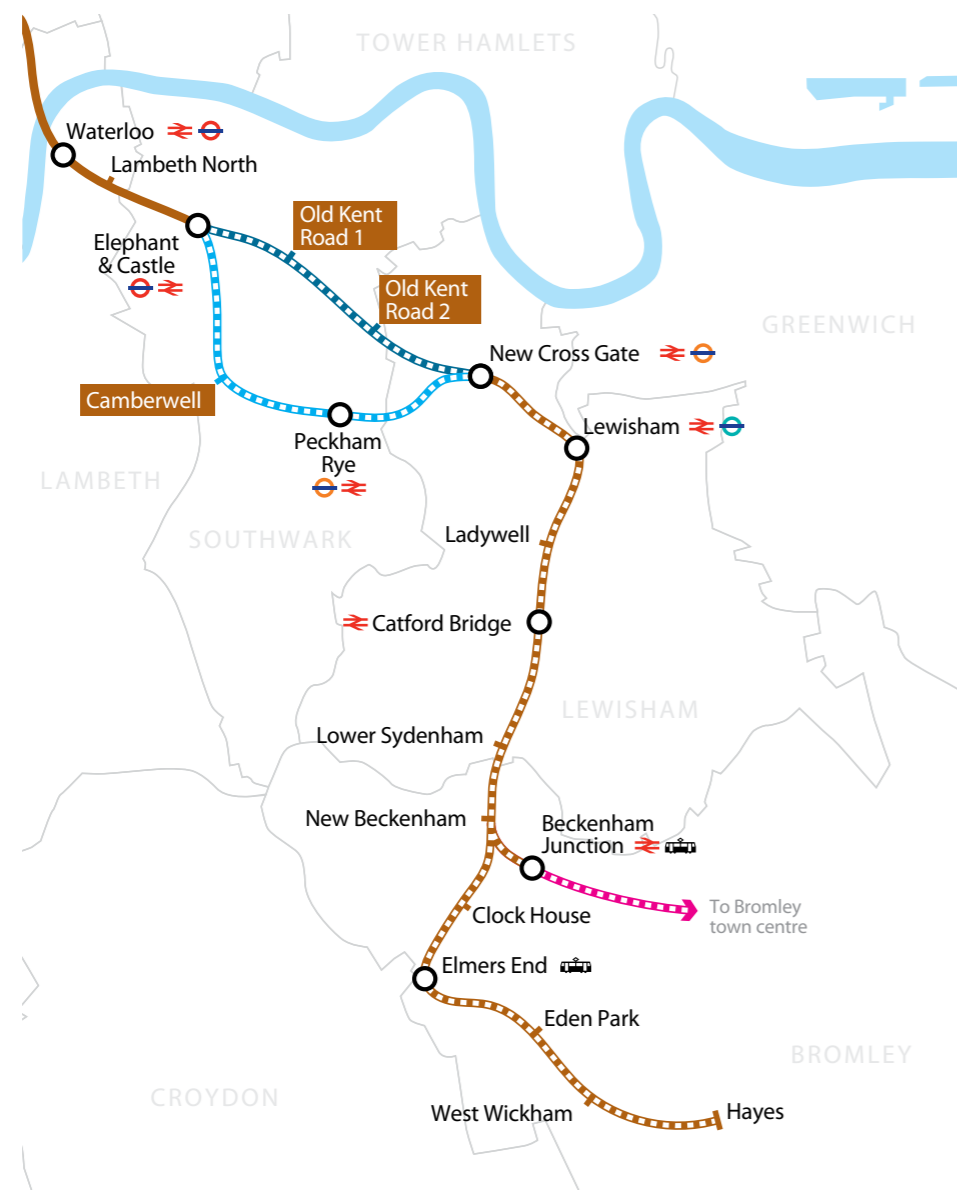 TOWER HAMLETS
Waterloo
Lambeth North
Old Kent
Road 1
Elephant
& Castle
Old Kent
Road 2
GREENWICH
New Cross Gate
Camberwell
Lewisham
Peckham
Rye
LAMBETH
SOUTHWARK
Ladywell
Catford Bridge
LEWISHAM
Lower Sydenham
New Beckenham
Beckenham
Junction
To Bromley
town centre
Clock House
Elmers End
Eden Park
BROMLEY
CROYDON
West Wickham
Hayes